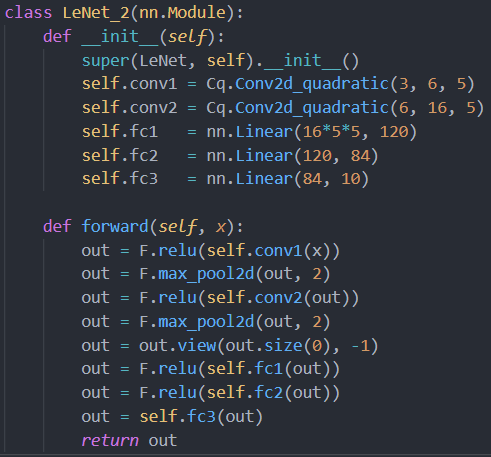 class LeNet_2(nn.Module):
    def __init__(self):
        super(LeNet, self).__init__()
        self.conv1 = Cq.Conv2d_quadratic(3, 6, 5)
        self.conv2 = Cq.Conv2d_quadratic(6, 16, 5)
        self.fc1   = nn.Linear(16*5*5, 120)
        self.fc2   = nn.Linear(120, 84)
        self.fc3   = nn.Linear(84, 10)

    def forward(self, x):
        out = F.relu(self.conv1(x))
        out = F.max_pool2d(out, 2)
        out = F.relu(self.conv2(out))
        out = F.max_pool2d(out, 2)
        out = out.view(out.size(0), -1)
        out = F.relu(self.fc1(out))
        out = F.relu(self.fc2(out))
        out = self.fc3(out)
        return out